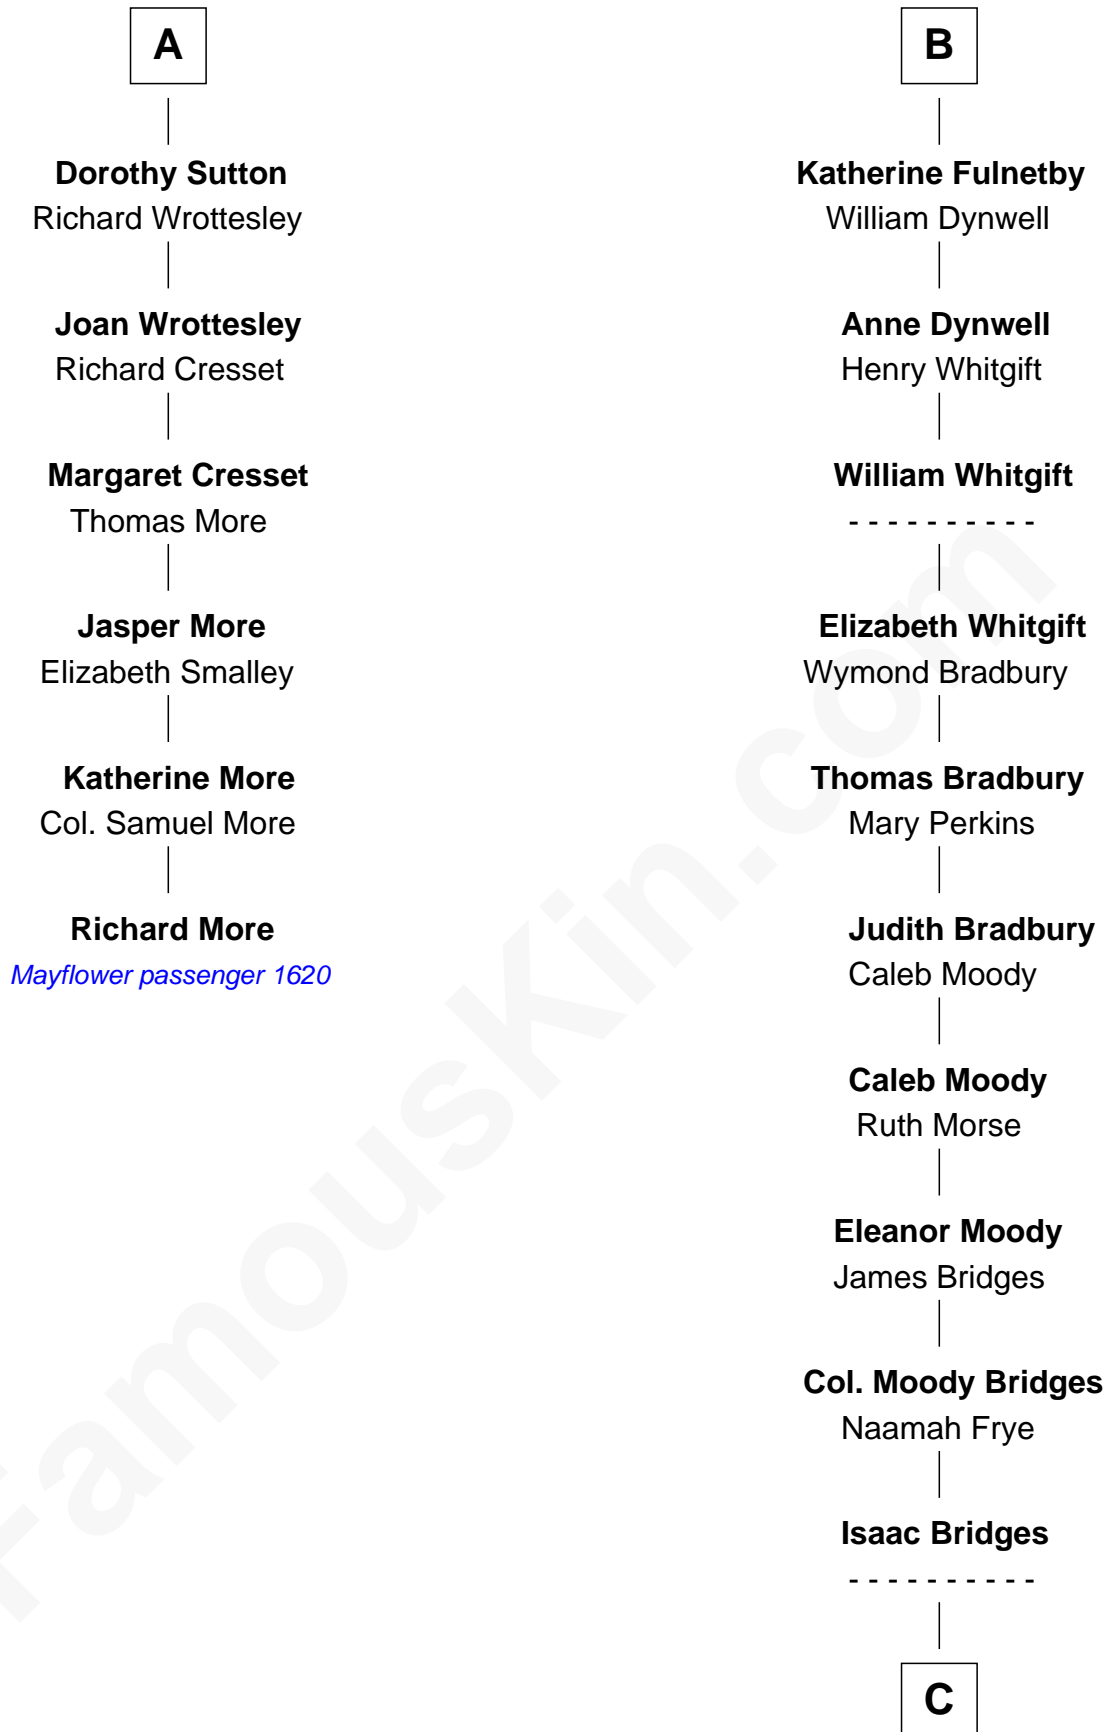 A
Dorothy Sutton
Richard Wrottesley
Joan Wrottesley
Richard Cresset
Margaret Cresset
Thomas More
Jasper More
Elizabeth Smalley
Katherine More
Col. Samuel More
Richard More
Mayflower passenger 1620
B
Katherine Fulnetby
William Dynwell
Anne Dynwell
Henry Whitgift
William Whitgift
- - - - - - - - - -
Elizabeth Whitgift
Wymond Bradbury
Thomas Bradbury
Mary Perkins
Judith Bradbury
Caleb Moody
Caleb Moody
Ruth Morse
Eleanor Moody
James Bridges
Col. Moody Bridges
Naamah Frye
Isaac Bridges
- - - - - - - - - -
C
FamousKin.com